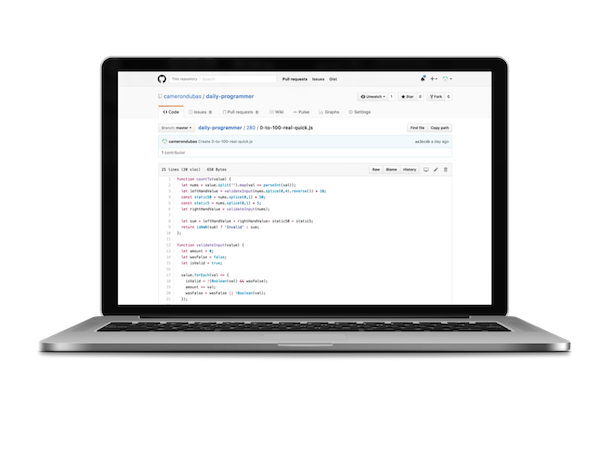 This repository Search Pull requests Issues Gist
camerondubas / daily-programmer
Unwatch 1 Star 0 Fork 0
Code Issues 0 Pull requests 0 Wiki Pulse Graphs Settings
Branch: master daily-programmer / 280 / 0-to-100-real-quick.js Find file Copy path
camerondubas Create 0-to-100-real-quick.js a day ago
1 contributor
25 lines (20 sloc) 658 Bytes Raw Blame History
1 function countTo(value) {
2 let nums = value.split("").map(val => parseInt(val));
3 let leftHandValue = validateInput(nums.splice(0,4).reverse()) * 10;
4 const static50 = nums.splice(0,1) * 50;
5 const static5 = nums.splice(0,1) * 5;
6 let rightHandValue = validateInput(nums);
7
8 let sum = leftHandValue + rightHandValue+ static50 + static5;
9 return isNaN(sum) ? 'Invalid' : sum;
10 };
11
12 function validateInput(value) {
13 let amount = 0;
14 let wasFalse = false;
15 let isValid = true;
16
17 value.forEach(val => {
18 isValid = !(Boolean(val) && wasFalse);
19 amount += val;
20 wasFalse = wasFalse || !Boolean(val);
21 });